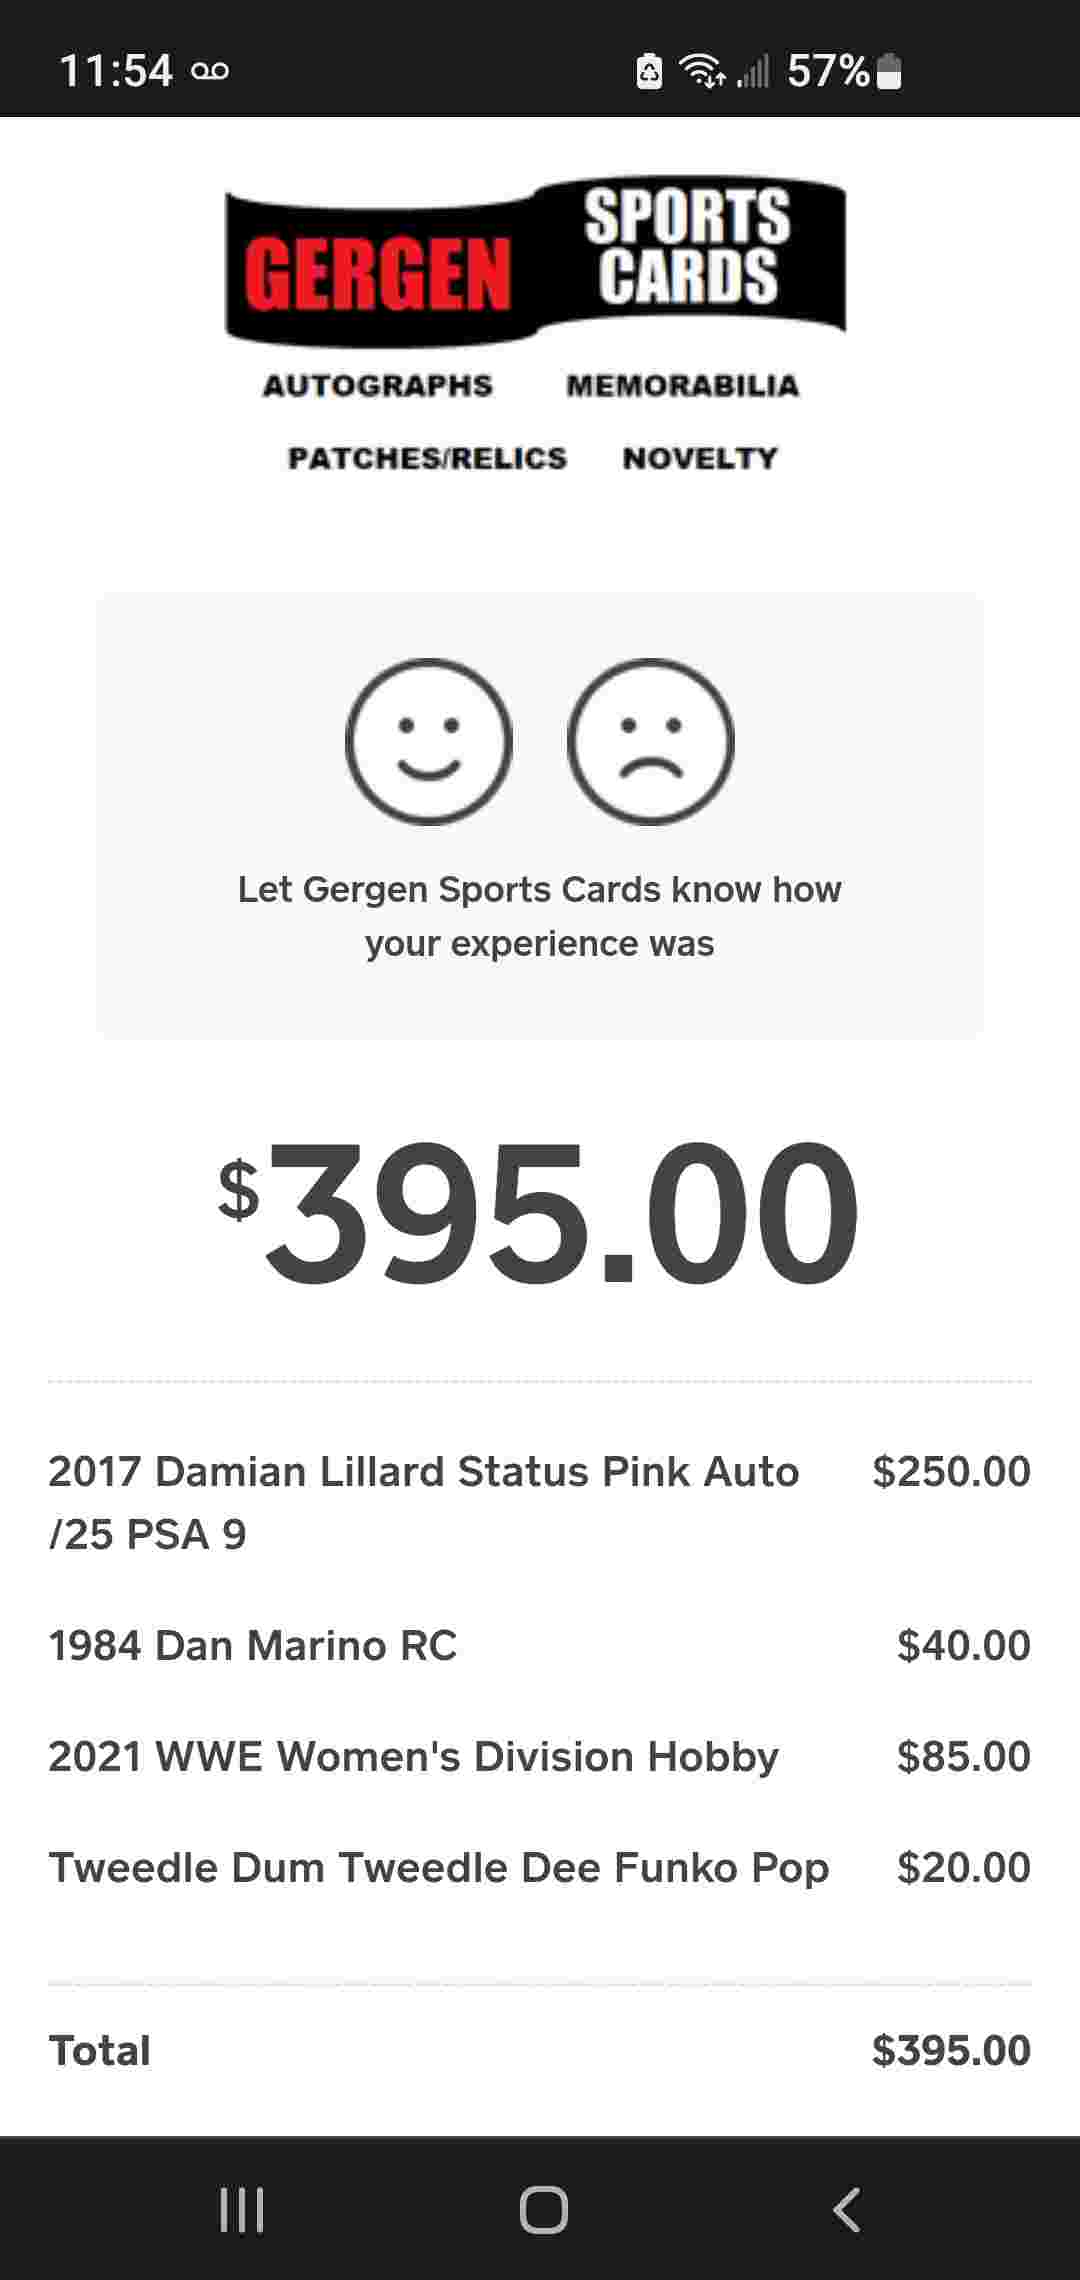 11:54 57%
GERGEN SPORTS
CARDS
AUTOGRAPHS MEMORABILIA
PATCHES/RELICS NOVELTY
Let Gergen Sports Cards know how
your experience was
$395.00
2017 Damian Lillard Status Pink Auto $250.00
/25 PSA 9
1984 Dan Marino RC $40.00
2021 WWE Women's Division Hobby $85.00
Tweedle Dum Tweedle Dee Funko Pop $20.00
Total $395.00